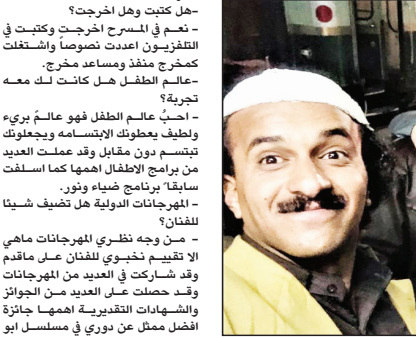 -هل كتبت وهل اخرجت؟
- نعم في المسرح اخرجت وكتبت في
التلفزيون اعددت نصوصاً واشتغلت
كمخرج منفذ ومساعد مخرج.
-عالم الطفل هل كانت لك معه
تجربة؟
- احبُ عالم الطفل فهو عالمٌ بريء
ولطيف يعطونك الابتسامه ويجعلونك
تبتسم دون مقابل وقد عملت العديد
من برامج الاطفال اهمها كما اسلفت
سابقاً برنامج ضياء ونور.
- المهرجانات الدولية هل تضيف شيئا
للفنان؟
- من وجه نظري المهرجانات ماهي
الا تقييم نخبوي للفنان على ماقدم
وقد شاركت في العديد من المهرجانات
وقد حصلت على العديد من الجوائز
والشهادات التقديرية اهمها جائزة
افضل ممثل عن دوري في مسلسل ابو